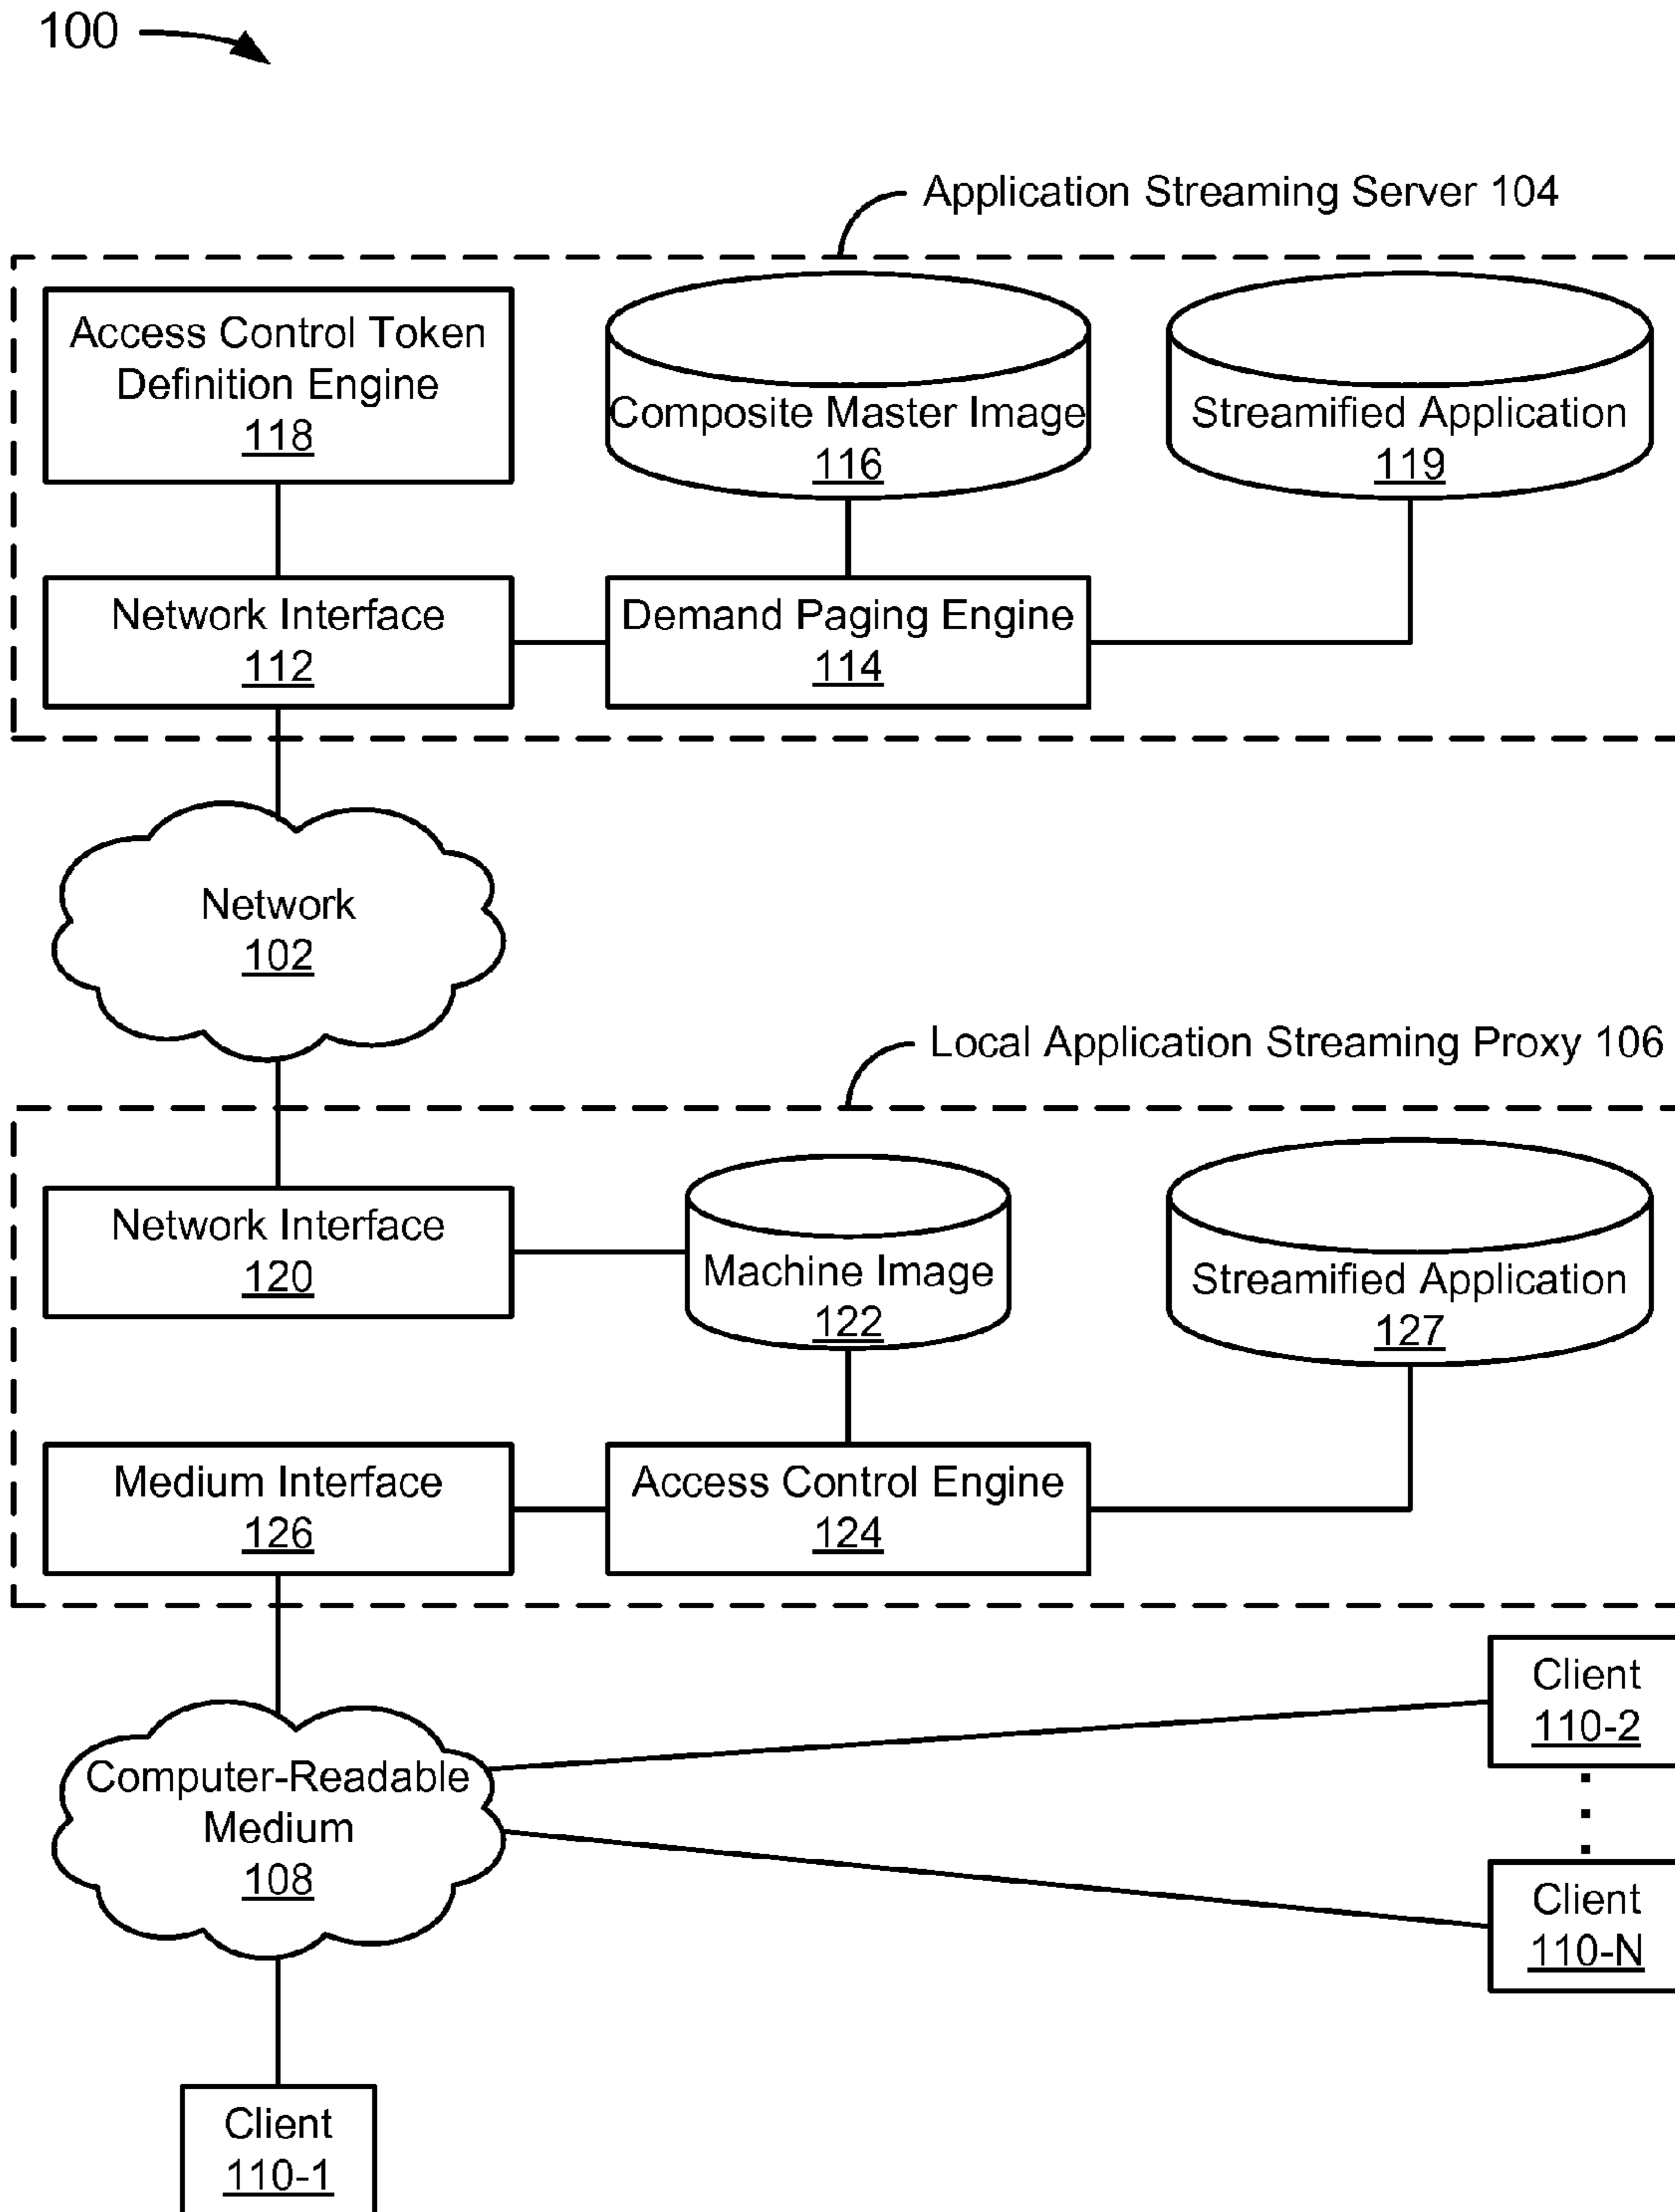 100
Application Streaming Server 104
Access Control Token
Definition Engine
118
Composite Master Image
116
Streamified Application
119
Network Interface
112
Demand Paging Engine
114
Network
102
Local Application Streaming Proxy 106
Network Interface
120
Machine Image
122
Streamified Application
127
Medium Interface
126
Access Control Engine
124
Client
110-2
Computer-Readable
Medium
108
Client
110-N
Client
110-1